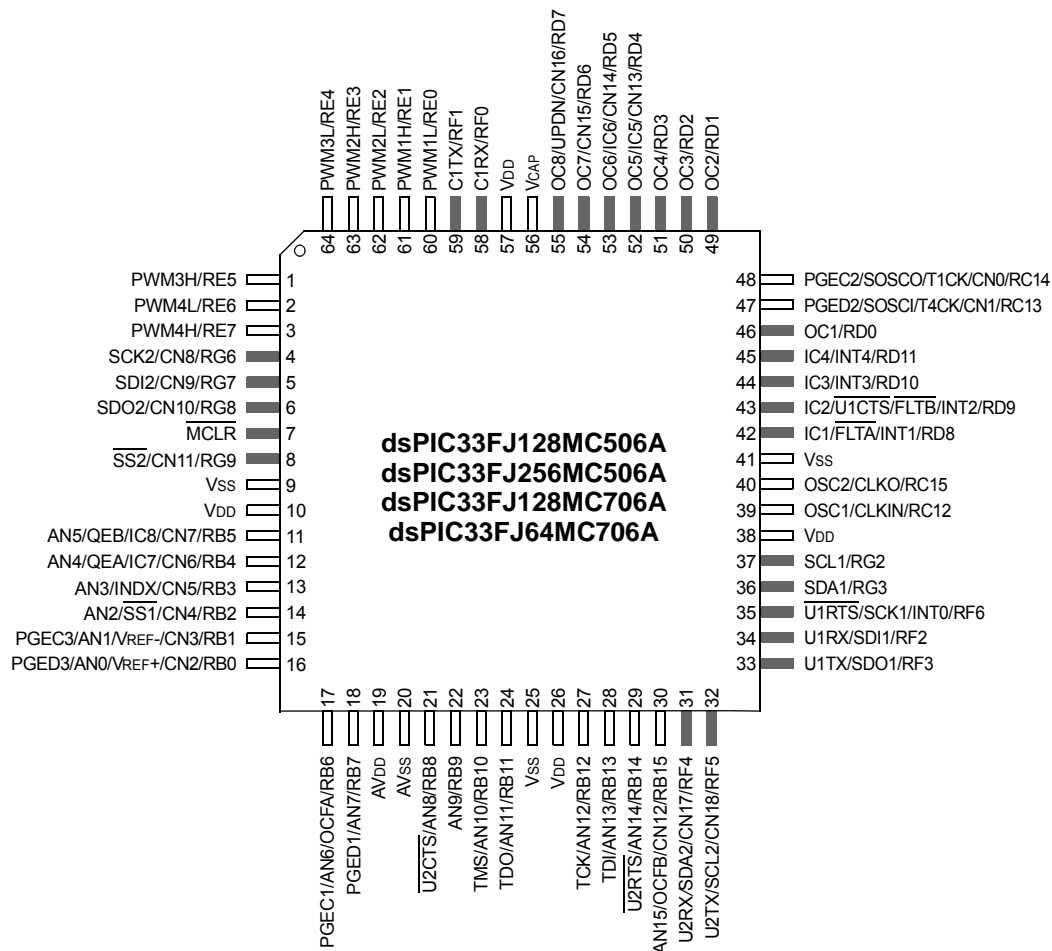 PWM3L/RE4
PWM2H/RE3
PWM2L/RE2
PWM1H/RE1
PWM1L/RE0
C1TX/RF1
C1RX/RF0
VDD
VCAP
OC8/UPDN/CN16/RD7
OC7/CN15/RD6
OC6/IC6/CN14/RD5
OC5/IC5/CN13/RD4
OC4/RD3
OC3/RD2
OC2/RD1
64 63 62 61 60 59 58 57 56 55 54 53 52 51 50 49
PWM3H/RE5 1
PWM4L/RE6 2
PWM4H/RE7 3
SCK2/CN8/RG6 4
SDI2/CN9/RG7 5
SDO2/CN10/RG8 6
MCLR 7
SS2/CN11/RG9 8
VSS 9
VDD 10
AN5/QEB/IC8/CN7/RB5 11
AN4/QEA/IC7/CN6/RB4 12
AN3/INDX/CN5/RB3 13
AN2/SS1/CN4/RB2 14
PGEC3/AN1/VREF-/CN3/RB1 15
PGED3/AN0/VREF+/CN2/RB0 16
dsPIC33FJ128MC506A
dsPIC33FJ256MC506A
dsPIC33FJ128MC706A
dsPIC33FJ64MC706A
48 PGEC2/SOSCO/T1CK/CN0/RC14
47 PGED2/SOSCI/T4CK/CN1/RC13
46 OC1/RD0
45 IC4/INT4/RD11
44 IC3/INT3/RD10
43 IC2/U1CTS/FLTB/INT2/RD9
42 IC1/FLTA/INT1/RD8
41 VSS
40 OSC2/CLKO/RC15
39 OSC1/CLKIN/RC12
38 VDD
37 SCL1/RG2
36 SDA1/RG3
35 U1RTS/SCK1/INT0/RF6
34 U1RX/SDI1/RF2
33 U1TX/SDO1/RF3
17 18 19 20 21 22 23 24 25 26 27 28 29 30 31 32
PGEC1/AN6/OCFA/RB6
PGED1/AN7/RB7
AVDD
AVSS
U2CTS/AN8/RB8
AN9/RB9
TMS/AN10/RB10
TDO/AN11/RB11
VSS
VDD
TCK/AN12/RB12
TDI/AN13/RB13
U2RTS/AN14/RB14
AN15/OCFB/CN12/RB15
U2RX/SDA2/CN17/RF4
U2TX/SCL2/CN18/RF5